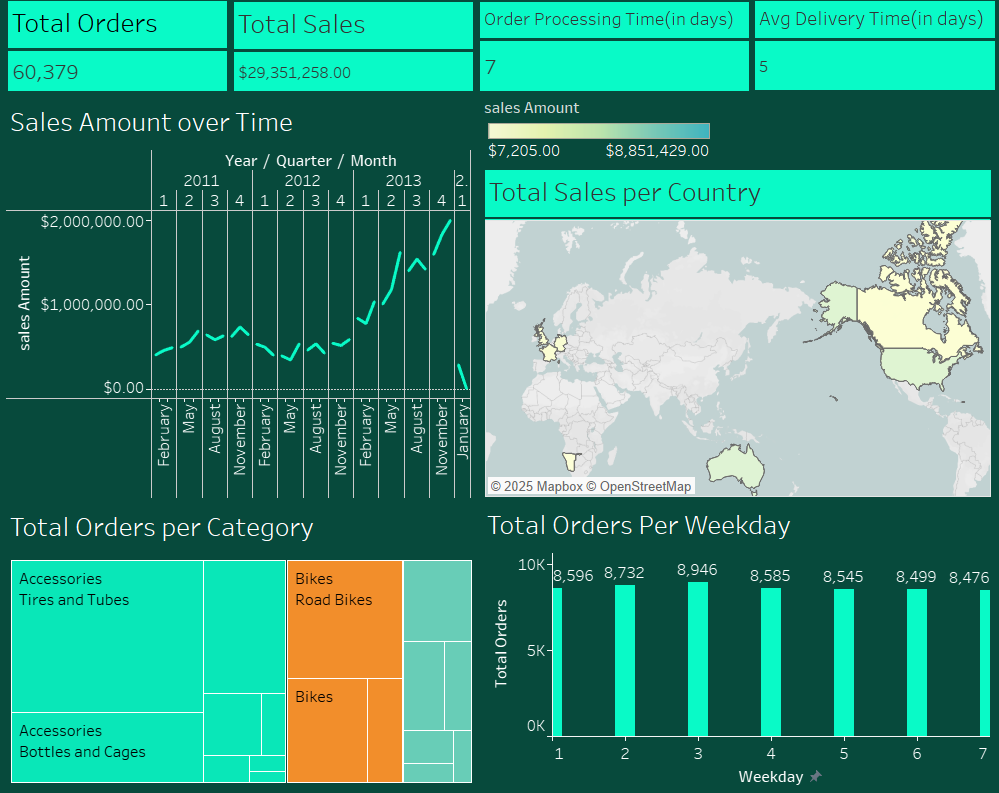 Total Orders
60,379
Total Sales
$29,351,258.00
Order Processing Time(in days)
7
Avg Delivery Time(in days)
5
Sales Amount over Time
Year / Quarter / Month
2011 2012 2013 2.
1 2 3 4 1 2 3 4 1 2 3 4 1
$2,000,000.00
$1,000,000.00
$0.00
sales Amount
February May August November February May August November February May August November January
sales Amount
$7,205.00 $8,851,429.00
Total Sales per Country
© 2025 Mapbox © OpenStreetMap
Total Orders per Category
Accessories
Tires and Tubes
Accessories
Bottles and Cages
Bikes
Road Bikes
Bikes
Total Orders Per Weekday
10K
5K
0K
Total Orders
8,596 8,732 8,946 8,585 8,545 8,499 8,476
1 2 3 4 5 6 7
Weekday